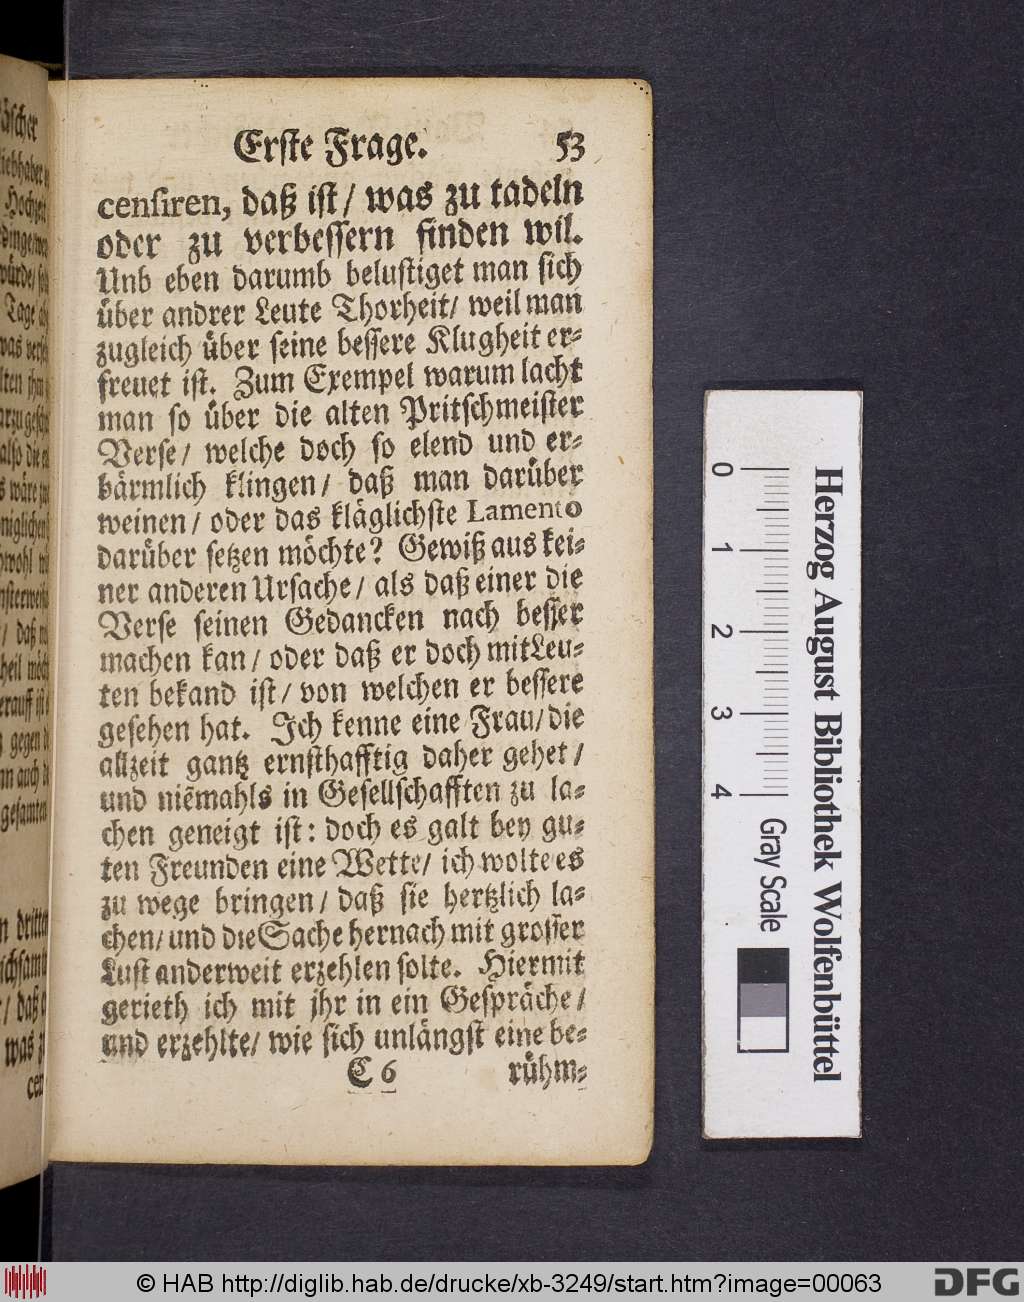 Erste Frage. 53
censiren, daß ist/ was zu tadeln
oder zu verbessern finden wil.
Unb eben darumb belustiget man sich
über andrer Leute Thorheit/ weil man
zugleich über seine bessere Klugheit er-
freuet ist. Zum Exempel warum lacht
man so über die alten Pritschmeister
Verse/ welche doch so elend und er-
bärmlich klingen/ daß man darüber
weinen/ oder das kläglichste Lamento
darüber setzen möchte? Gewiß aus kei-
ner anderen Ursache/ als daß einer die
Verse seinen Gedancken nach besser
machen kan/ oder daß er doch mit Leu-
ten bekand ist/ von welchen er bessere
gesehen hat. Ich kenne eine Frau/ die
allzeit gantz ernsthafftig daher gehet/
und niēmahls in Gesellschafften zu la-
chen geneigt ist: doch es galt bey gu-
ten Freunden eine Wette/ ich wolte es
zu wege bringen/ daß sie hertzlich la-
chen/ und die Sache hernach mit grosser
Lust anderweit erzehlen solte. Hiermit
gerieth ich mit ihr in ein Gespräche/
und erzehlte/ wie sich unlängst eine be-
C 6 rühm-
0 1 2 3 4
Gray Scale
Herzog August Bibliothek Wolfenbüttel
© HAB http://diglib.hab.de/drucke/xb-3249/start.htm?image=00063
DFG